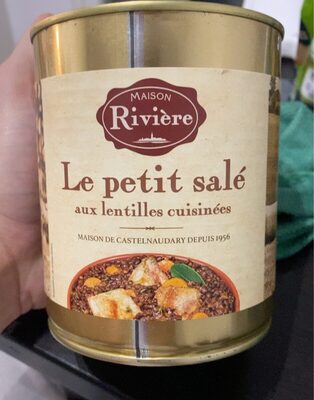 MAISON
Rivière
Le petit salé
aux lentilles cuisinées
MAISON DE CASTELNAUDARY DEPUIS 1956